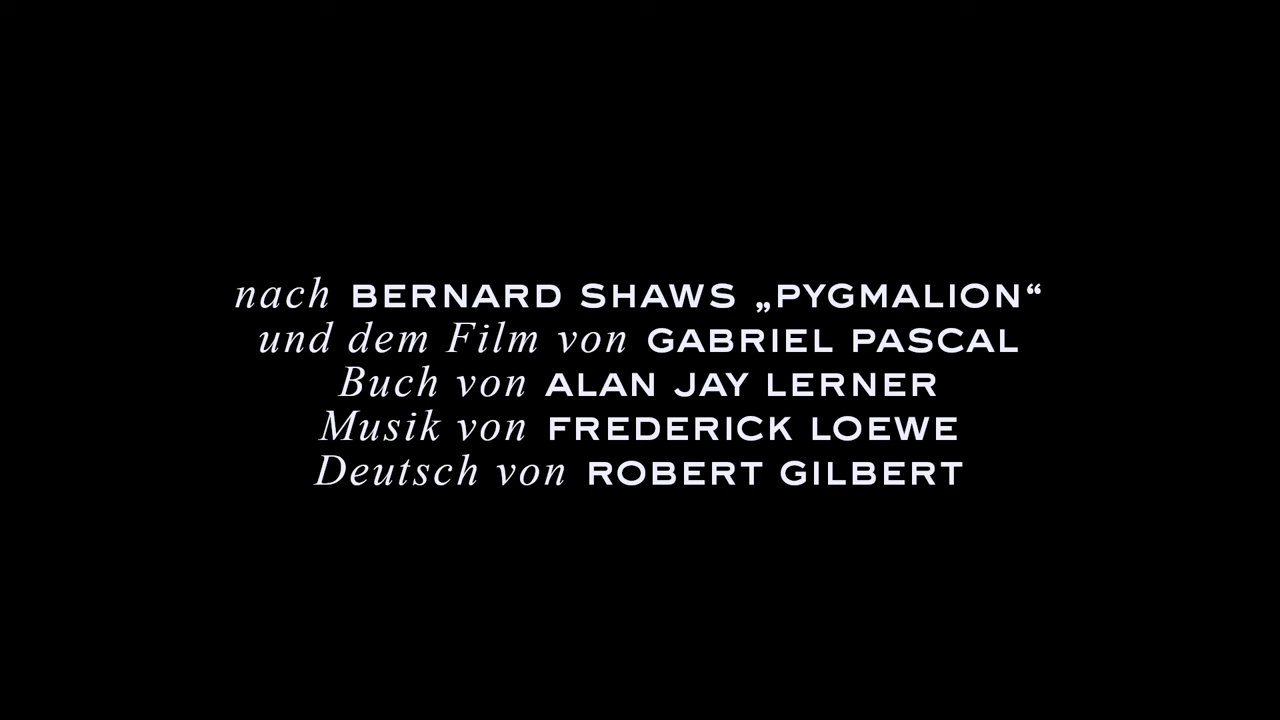 nach BERNARD SHAWS „PYGMALION“
und dem Film von GABRIEL PASCAL
Buch von ALAN JAY LERNER
Musik von FREDERICK LOEWE
Deutsch von ROBERT GILBERT